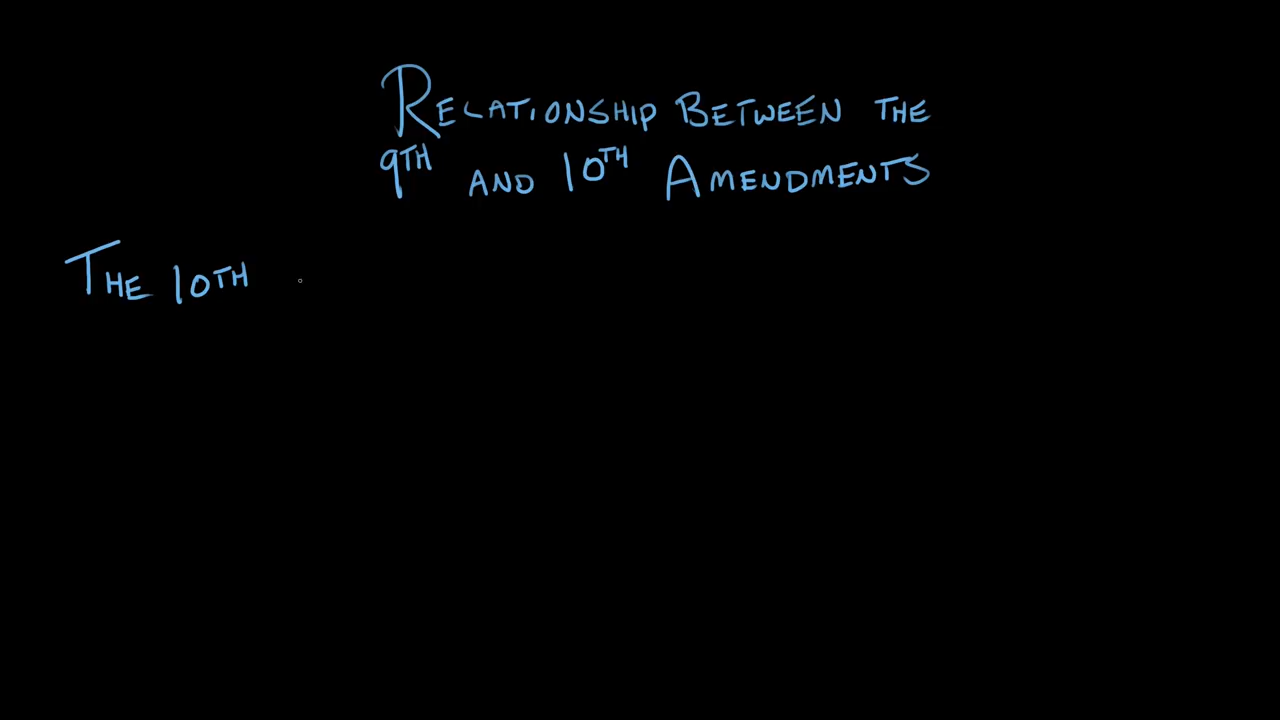 RELATIONSHIP BETWEEN THE
9TH AND 10TH AMENDMENTS
THE 10TH